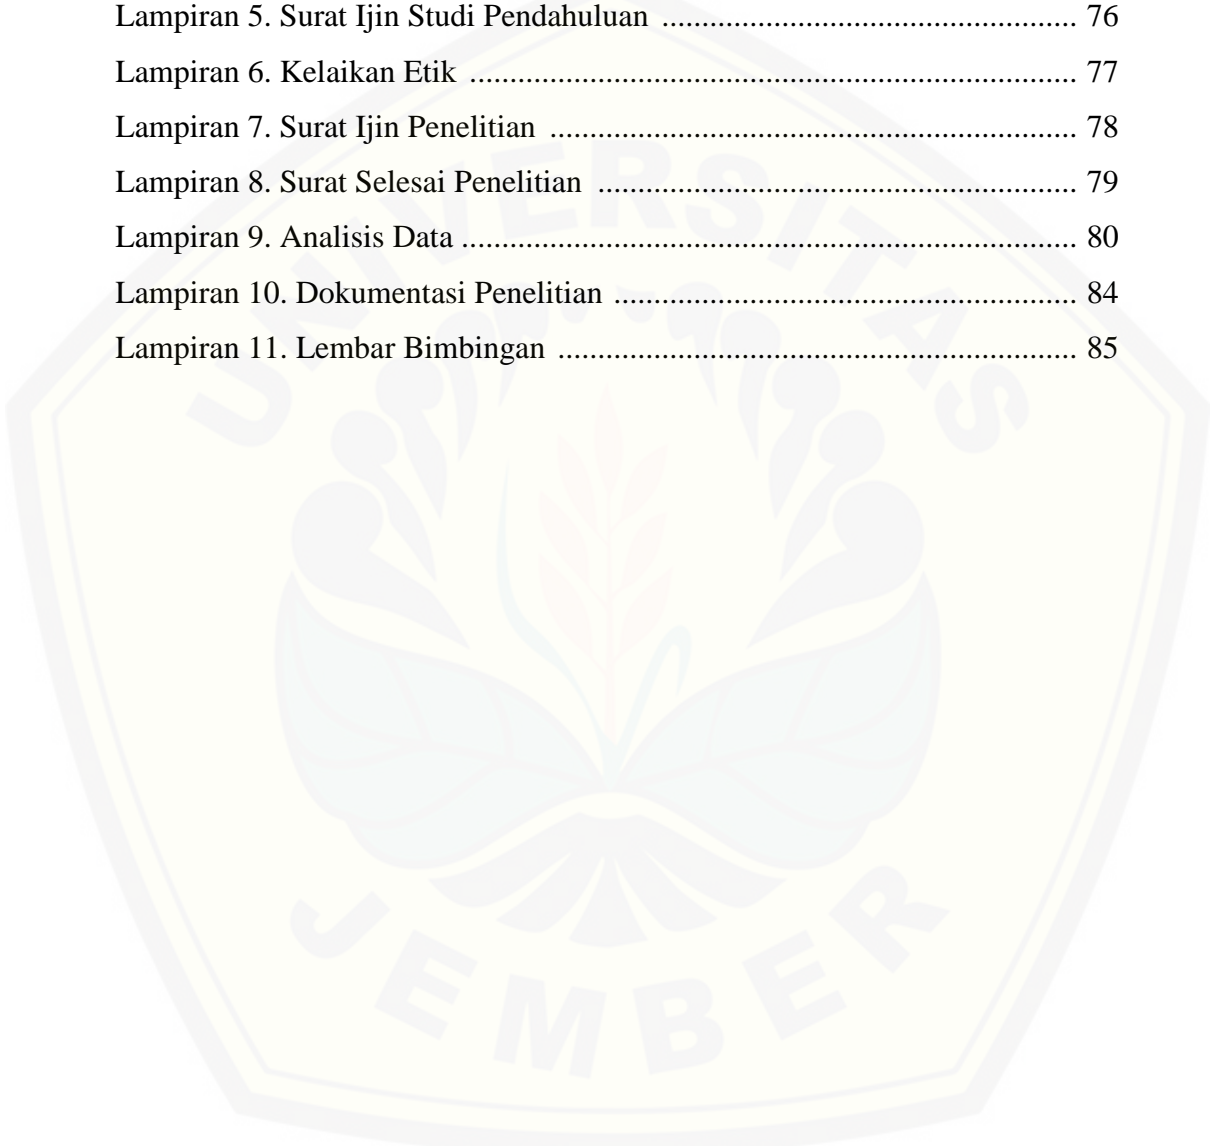 Lampiran 5. Surat Ijin Studi Pendahuluan .................................................. 76
Lampiran 6. Kelaikan Etik .......................................................................... 77
Lampiran 7. Surat Ijin Penelitian ................................................................ 78
Lampiran 8. Surat Selesai Penelitian .......................................................... 79
Lampiran 9. Analisis Data ........................................................................... 80
Lampiran 10. Dokumentasi Penelitian ........................................................ 84
Lampiran 11. Lembar Bimbingan ............................................................... 85
UNIVERSITAS
JEMBER